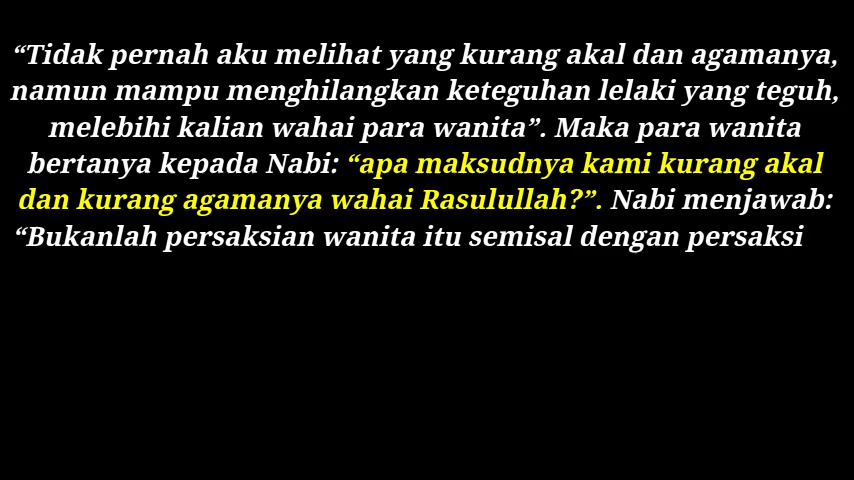 “Tidak pernah aku melihat yang kurang akal dan agamanya,
namun mampu menghilangkan keteguhan lelaki yang teguh,
melebihi kalian wahai para wanita”. Maka para wanita
bertanya kepada Nabi: “apa maksudnya kami kurang akal
dan kurang agamanya wahai Rasulullah?”. Nabi menjawab:
“Bukanlah persaksian wanita itu semisal dengan persaksi